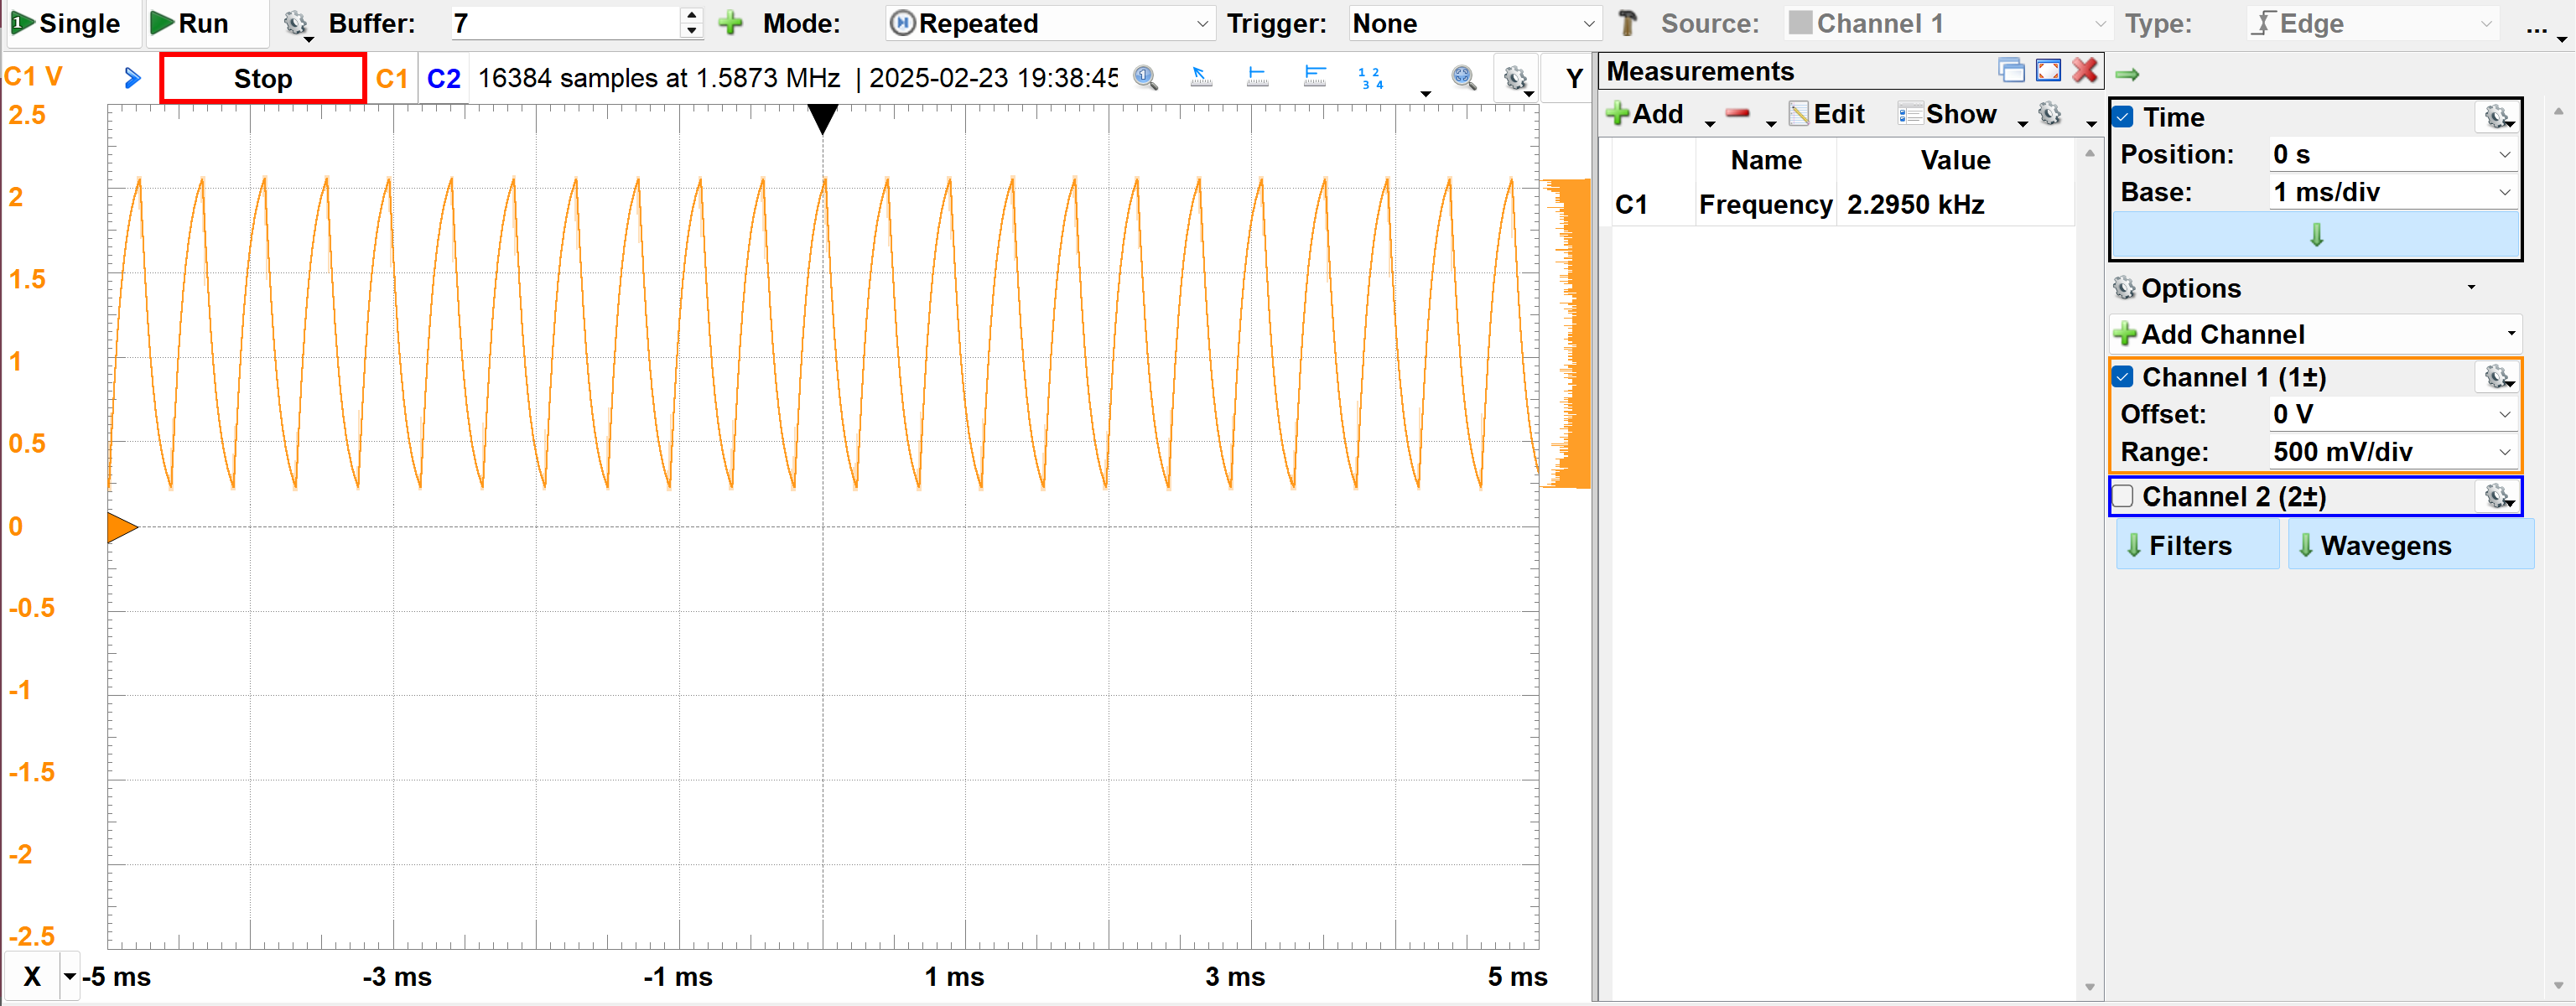 Single Run Buffer: 7 Mode: Repeated Trigger: None Source: Channel 1 Type: Edge ...
C1 V Stop C1 C2 16384 samples at 1.5873 MHz | 2025-02-23 19:38:45 Y
2.5
2
1.5
1
0.5
0
-0.5
-1
-1.5
-2
-2.5
X -5 ms -3 ms -1 ms 1 ms 3 ms 5 ms
Measurements
Add Edit Show
Name Value
C1 Frequency 2.2950 kHz
Time
Position: 0 s
Base: 1 ms/div
Options
Add Channel
Channel 1 (1±)
Offset: 0 V
Range: 500 mV/div
Channel 2 (2±)
Filters Wavegens